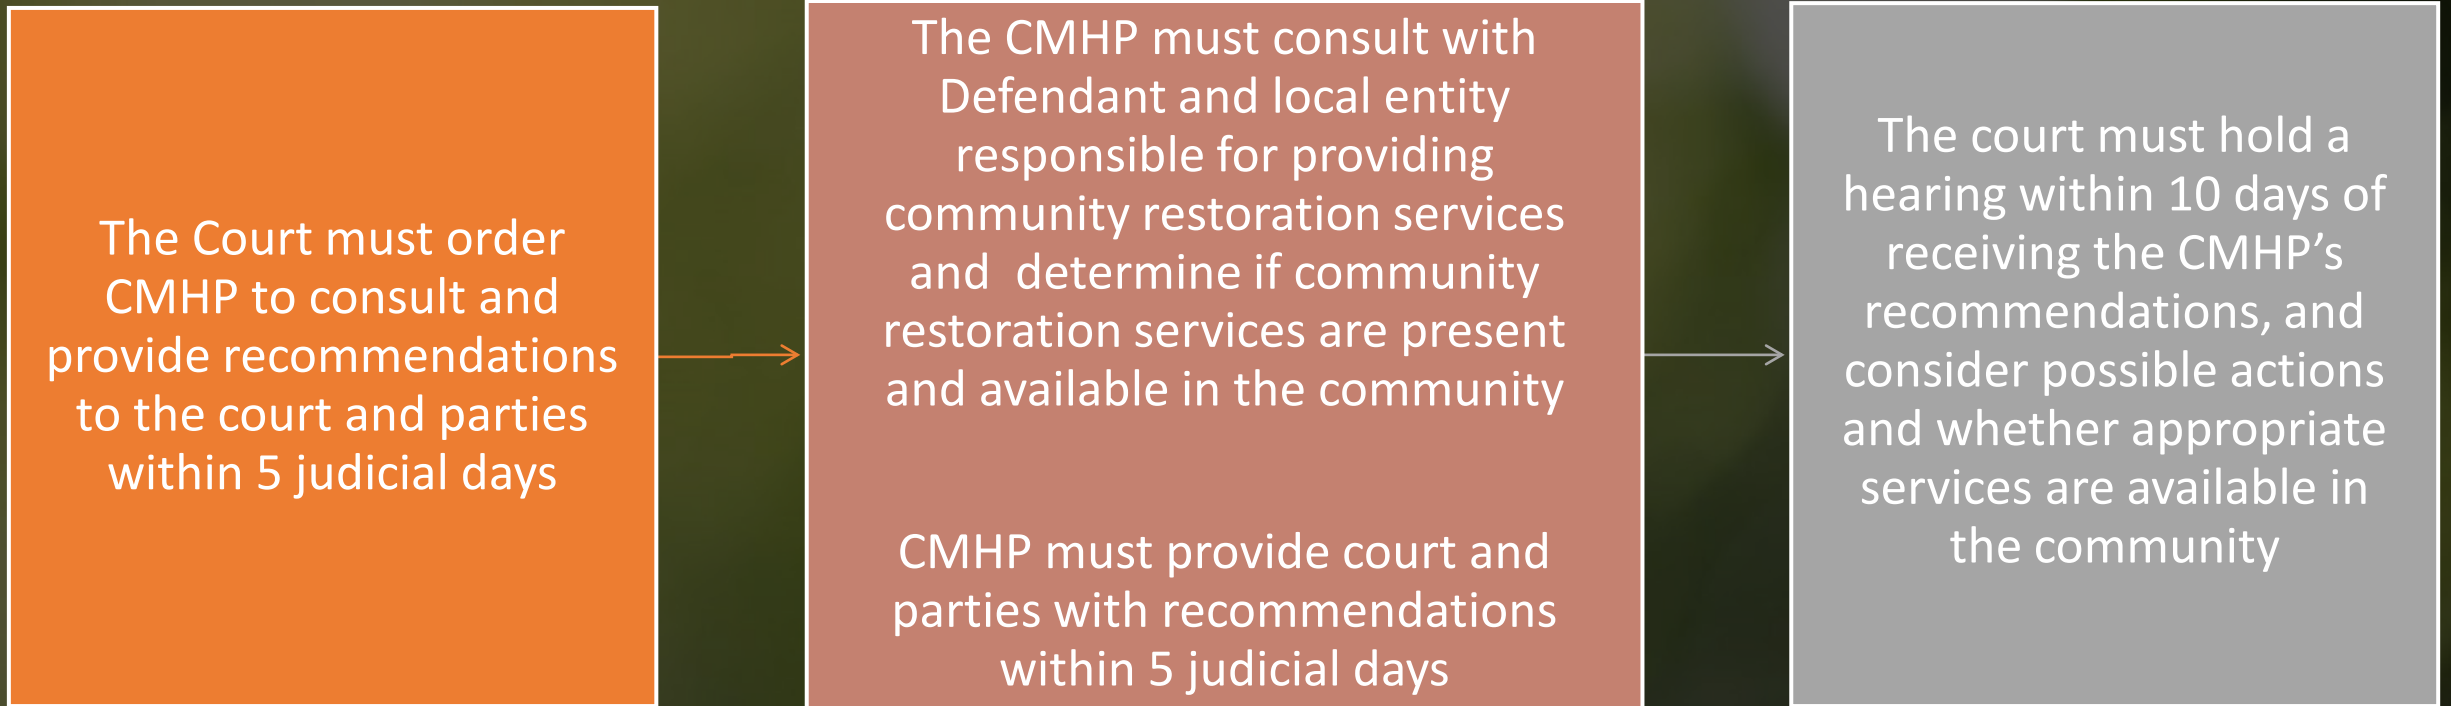 The Court must order
CMHP to consult and
provide recommendations
to the court and parties
within 5 judicial days
The CMHP must consult with
Defendant and local entity
responsible for providing
community restoration services
and  determine if community
restoration services are present
and available in the community
CMHP must provide court and
parties with recommendations
within 5 judicial days
The court must hold a
hearing within 10 days of
receiving the CMHP’s
recommendations, and
consider possible actions
and whether appropriate
services are available in
the community